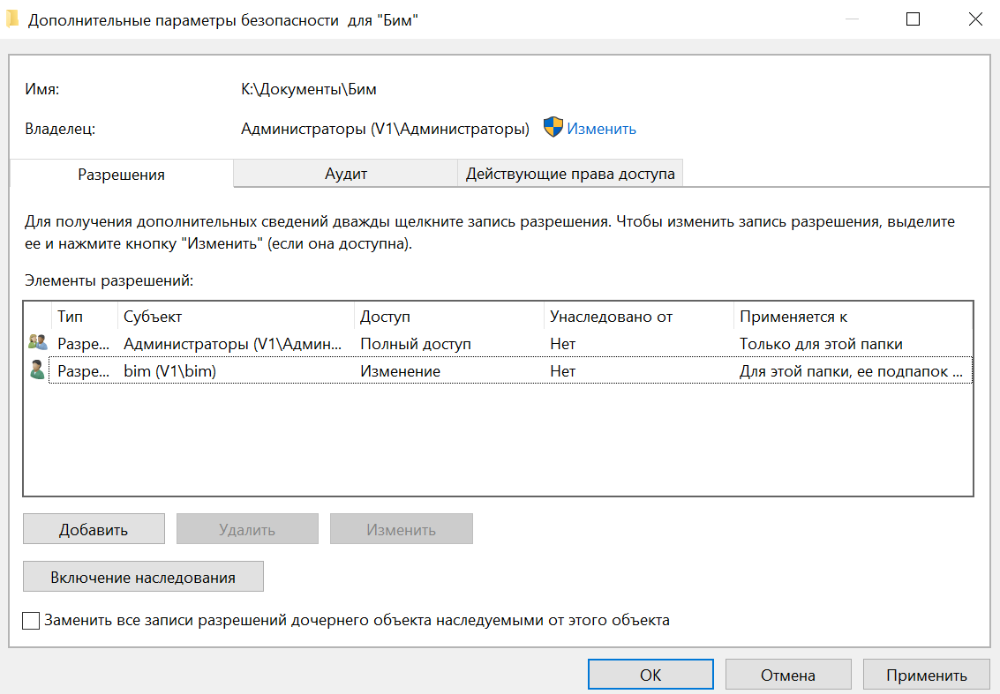 Дополнительные параметры безопасности для "Бим"
Имя: K:\Документы\Бим
Владелец: Администраторы (V1\Администраторы) Изменить
Разрешения Аудит Действующие права доступа
Для получения дополнительных сведений дважды щелкните запись разрешения. Чтобы изменить запись разрешения, выделите
ее и нажмите кнопку "Изменить" (если она доступна).
Элементы разрешений:
Тип Субъект Доступ Унаследовано от Применяется к
Разре... Администраторы (V1\Админ... Полный доступ Нет Только для этой папки
Разре... bim (V1\bim) Изменение Нет Для этой папки, ее подпапок ...
Добавить Удалить Изменить
Включение наследования
Заменить все записи разрешений дочернего объекта наследуемыми от этого объекта
ОК Отмена Применить